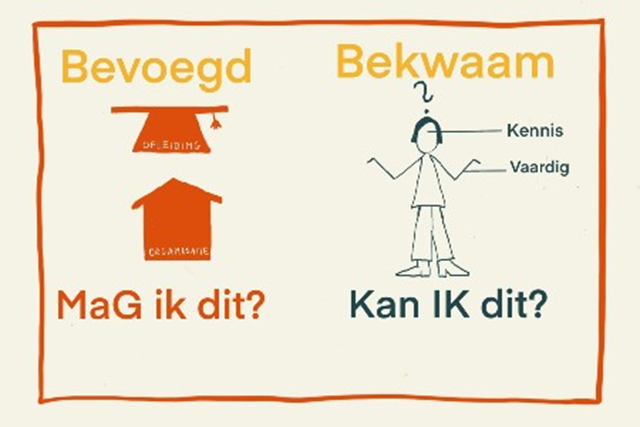 Bevoegd
OPLEIDING
ORGANISATIE
MaG ik dit?
Bekwaam
?
Kennis
Vaardig
Kan IK dit?